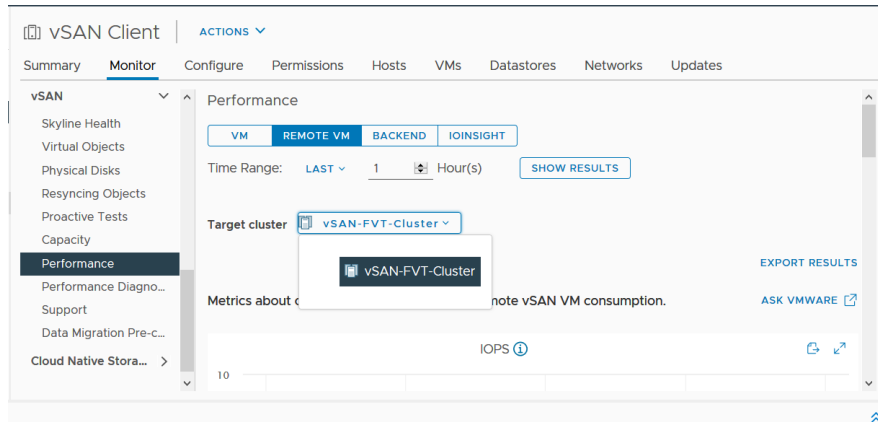 vSAN Client ACTIONS
Summary Monitor Configure Permissions Hosts VMs Datastores Networks Updates
vSAN
Skyline Health
Virtual Objects
Physical Disks
Resyncing Objects
Proactive Tests
Capacity
Performance
Performance Diagno...
Support
Data Migration Pre-c...
Cloud Native Stora...
Performance
VM REMOTE VM BACKEND IOINSIGHT
Time Range: LAST 1 Hour(s) SHOW RESULTS
Target cluster vSAN-FVT-Cluster
vSAN-FVT-Cluster
EXPORT RESULTS
Metrics about mote vSAN VM consumption. ASK VMWARE
IOPS
10